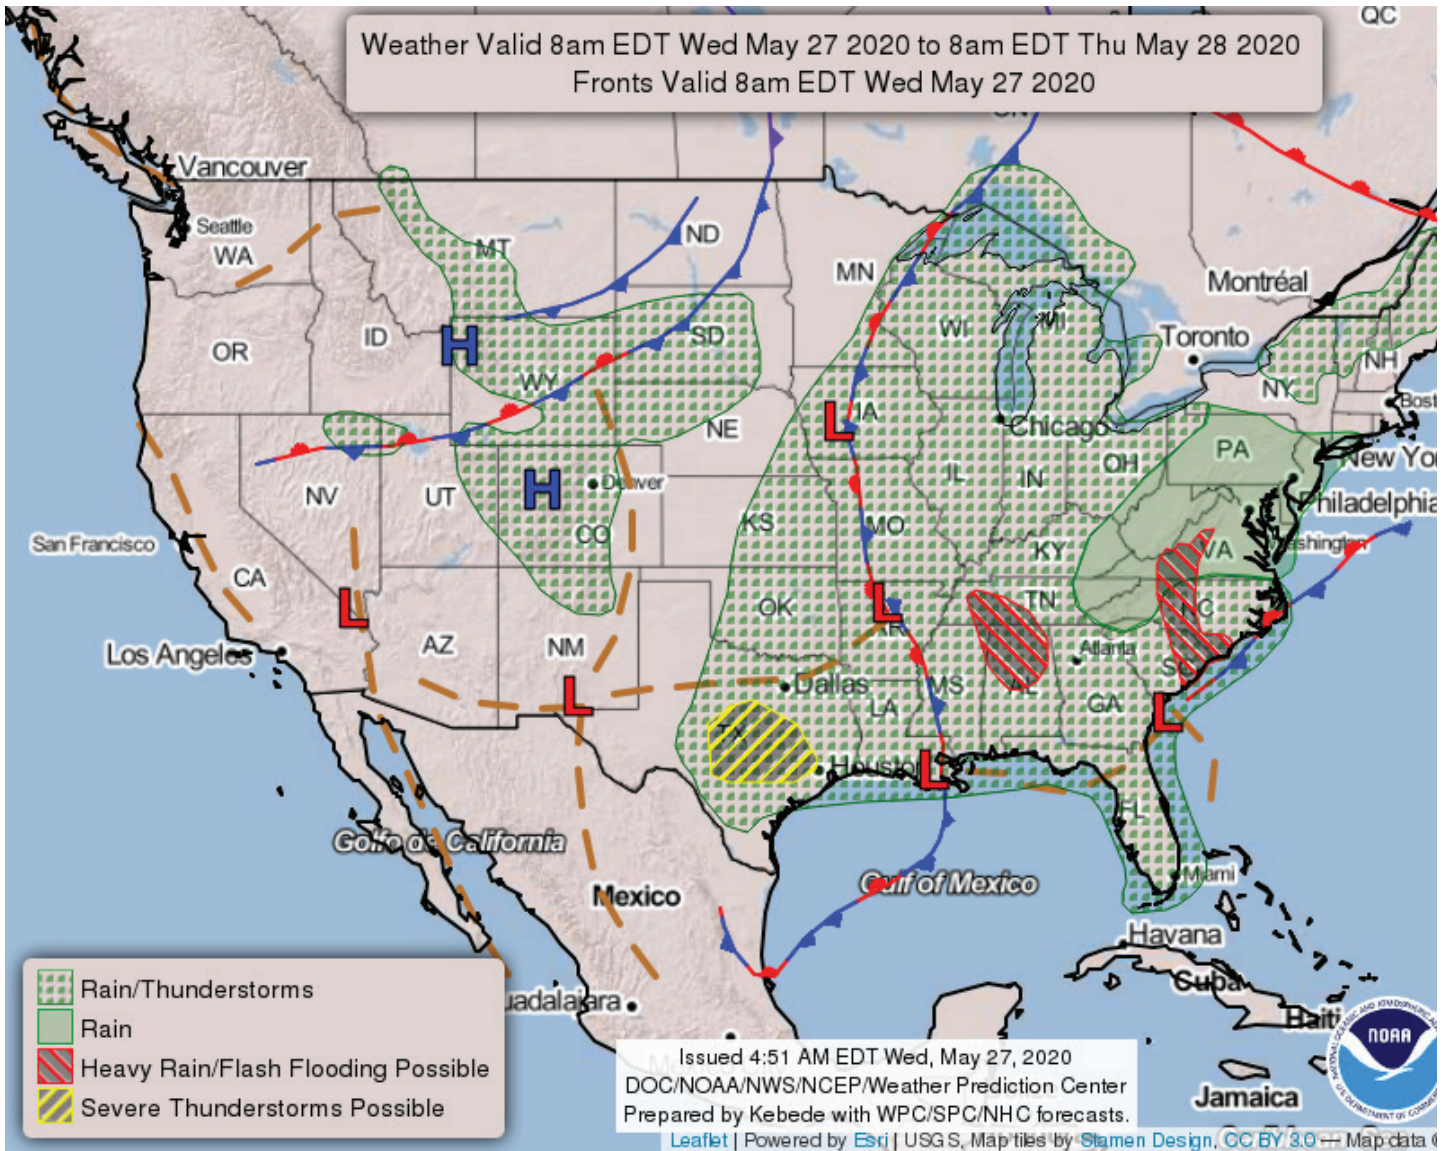 QC
Weather Valid 8am EDT Wed May 27 2020 to 8am EDT Thu May 28 2020
Fronts Valid 8am EDT Wed May 27 2020
Vancouver
Seattle
WA
MT
ND
MN
Montréal
OR
ID
WY
SD
WI
MI
Toronto
NH
NY
H
NE
L
IA
Chicago
PA
New Yo
NV
UT
H
Denver
CO
KS
MO
IL
IN
OH
KY
VA
Philadelphia
San Francisco
CA
L
Los Angeles
AZ
NM
L
OK
L
AR
TN
NC
SC
Atlanta
Dallas
LA
MS
AL
GA
L
TX
Houston
L
FL
Golfo de California
Mexico
Gulf of Mexico
Miami
Havana
Cuba
Haiti
Jamaica
uadalajara
Rain/Thunderstorms
Rain
Heavy Rain/Flash Flooding Possible
Severe Thunderstorms Possible
NOAA
Issued 4:51 AM EDT Wed, May 27, 2020
DOC/NOAA/NWS/NCEP/Weather Prediction Center
Prepared by Kebede with WPC/SPC/NHC forecasts.
Leaflet | Powered by Esri | USGS, Map tiles by Stamen Design, CC BY 3.0 — Map data ©